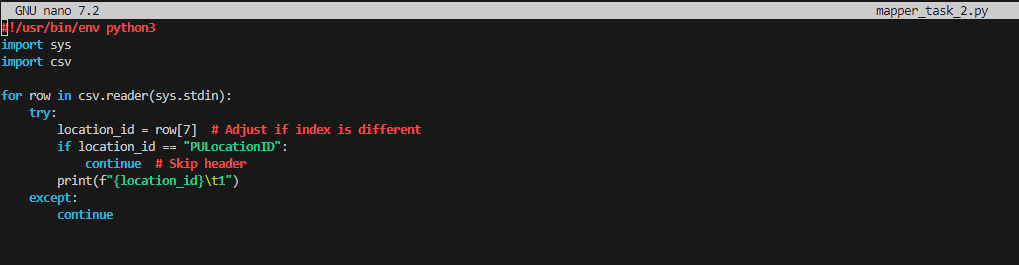 GNU nano 7.2 mapper_task_2.py
#!/usr/bin/env python3
import sys
import csv

for row in csv.reader(sys.stdin):
    try:
        location_id = row[7]  # Adjust if index is different
        if location_id == "PULocationID":
            continue  # Skip header
        print(f"{location_id}\t1")
    except:
        continue